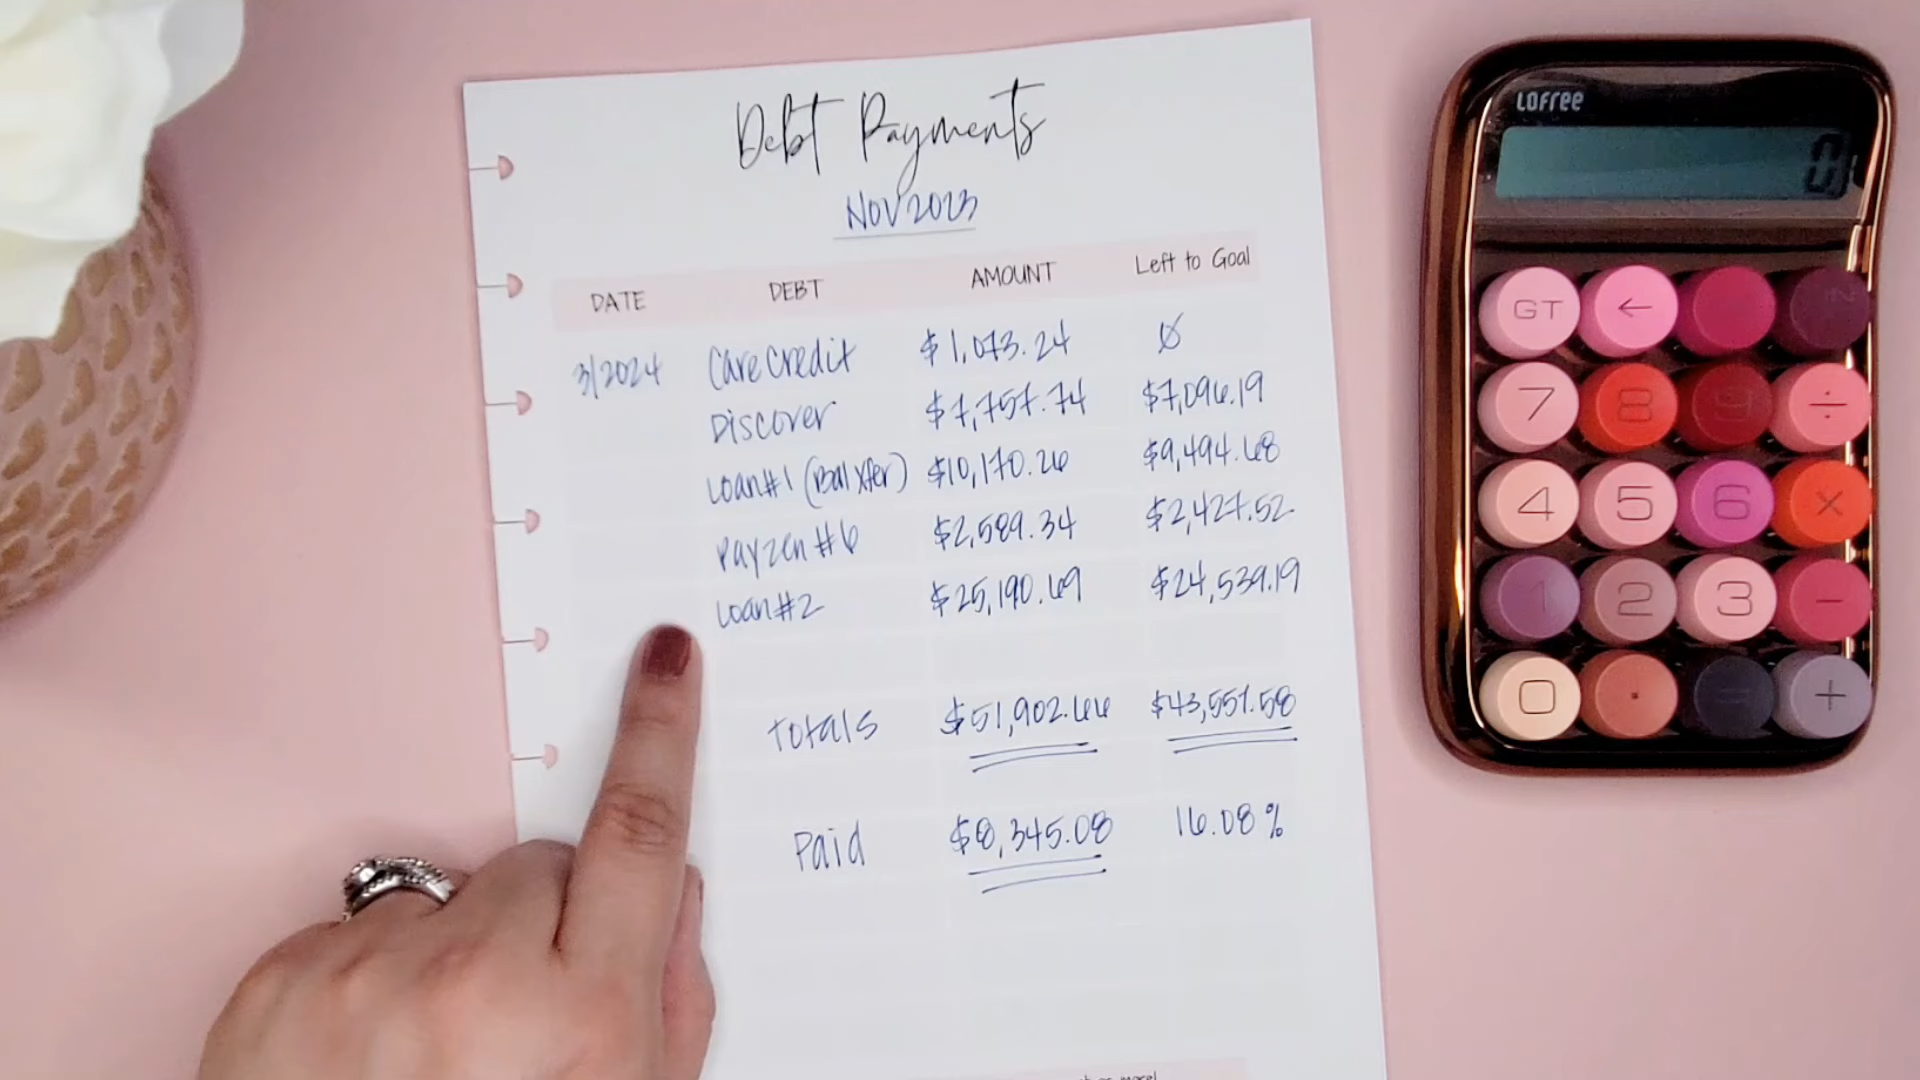 Debt Payments
NOV 2023
DATE DEBT AMOUNT Left to Goal
3/2024 CareCredit $1,073.24 Ø
Discover $7,757.74 $7,096.19
Loan#1 (Bal Xfer) $10,170.26 $9,494.68
Payzen #6 $2,589.34 $2,427.52
Loan#2 $25,190.69 $24,539.19
Totals $51,902.66 $43,557.58
Paid $8,345.08 16.08%
LOFREE
0
GT ←
7 8 9 ÷
4 5 6 ×
1 2 3 −
0 . = +